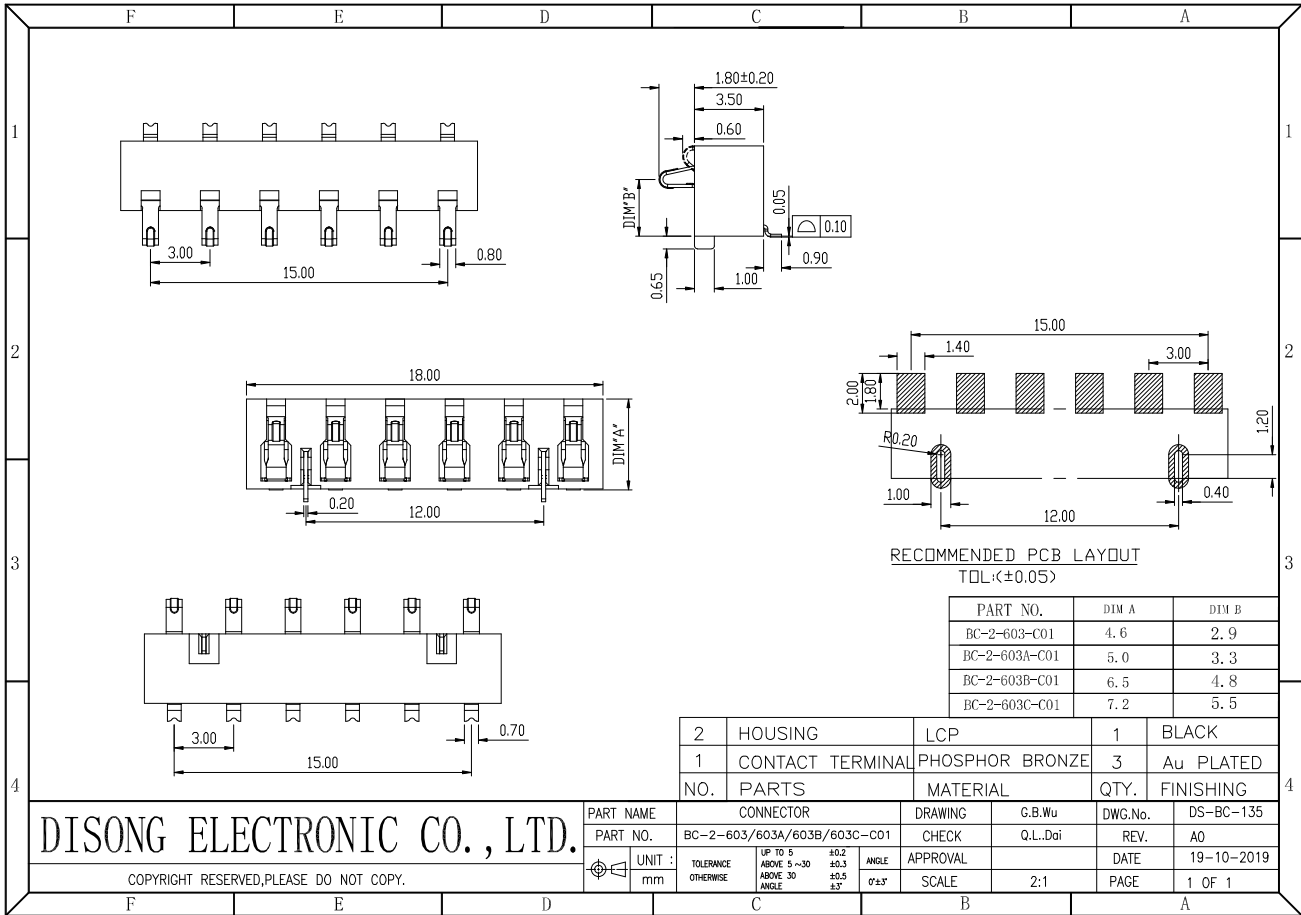 F E D C B A
1
1
1.80±0.20
3.50
0.60
DIM"B"
0.05
0.10
0.90
1.00
0.65
3.00
0.80
15.00
2
2
18.00
DIM"A"
0.20
12.00
15.00
1.40
3.00
2.00
1.80
R0.20
1.20
1.00
0.40
12.00
RECOMMENDED PCB LAYOUT
TOL:(±0.05)
3
3
3.00
0.70
15.00
PART NO. DIM A DIM B
BC-2-603-C01 4.6 2.9
BC-2-603A-C01 5.0 3.3
BC-2-603B-C01 6.5 4.8
BC-2-603C-C01 7.2 5.5
4
4
2 HOUSING LCP 1 BLACK
1 CONTACT TERMINAL PHOSPHOR BRONZE 3 Au PLATED
NO. PARTS MATERIAL QTY. FINISHING
DISONG ELECTRONIC CO., LTD.
COPYRIGHT RESERVED,PLEASE DO NOT COPY.
PART NAME CONNECTOR DRAWING G.B.Wu DWG.No. DS-BC-135
PART NO. BC-2-603/603A/603B/603C-C01 CHECK Q.L.Dai REV. A0
UNIT : mm
TOLERANCE OTHERWISE
UP TO 5 ±0.2
ABOVE 5~30 ±0.3
ABOVE 30 ±0.5
ANGLE ±3°
ANGLE
0°±3°
APPROVAL DATE 19-10-2019
SCALE 2:1 PAGE 1 OF 1
F E D C B A